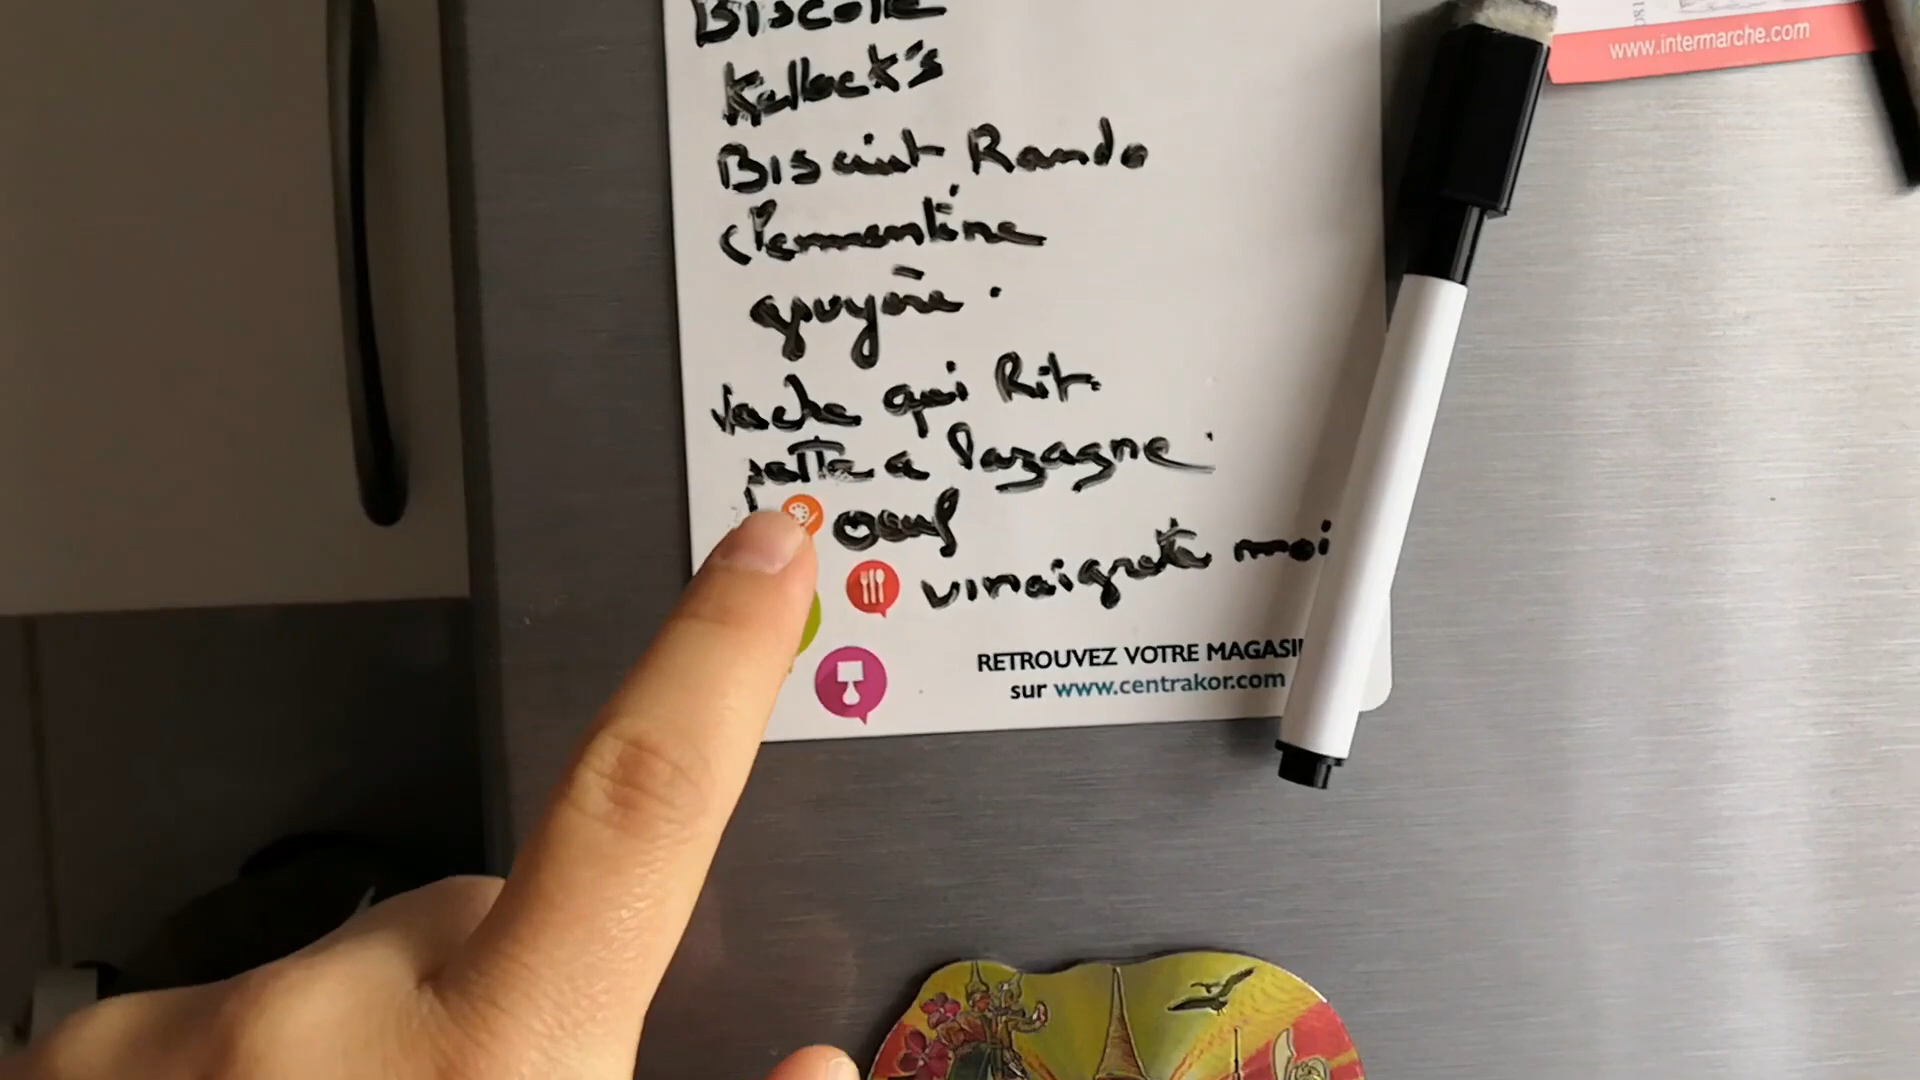 Biscotte
Kellock's
Biscuit Rando
Clementine
gruyère.
Vache qui Rit.
patte a lazagne.
oeuf
vinaigrette moi
RETROUVEZ VOTRE MAGASI
sur www.centrakor.com
www.intermarche.com